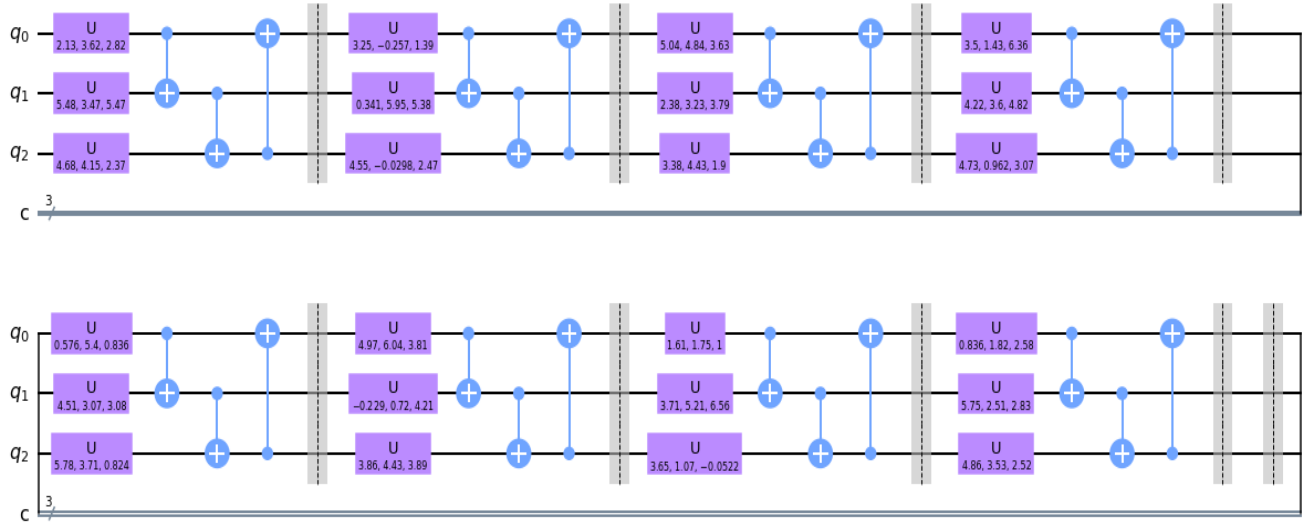 q0 U U U U
2.13, 3.62, 2.82 3.25, −0.257, 1.39 5.04, 4.84, 3.63 3.5, 1.43, 6.36
q1 U U U U
5.48, 3.47, 5.47 0.341, 5.95, 5.38 2.38, 3.23, 3.79 4.22, 3.6, 4.82
q2 U U U U
4.68, 4.15, 2.37 4.55, −0.0298, 2.47 3.38, 4.43, 1.9 4.73, 0.962, 3.07
3
c
q0 U U U U
0.576, 5.4, 0.836 4.97, 6.04, 3.81 1.61, 1.75, 1 0.836, 1.82, 2.58
q1 U U U U
4.51, 3.07, 3.08 −0.229, 0.72, 4.21 3.71, 5.21, 6.56 5.75, 2.51, 2.83
q2 U U U U
5.78, 3.71, 0.824 3.86, 4.43, 3.89 3.65, 1.07, −0.0522 4.86, 3.53, 2.52
3
c